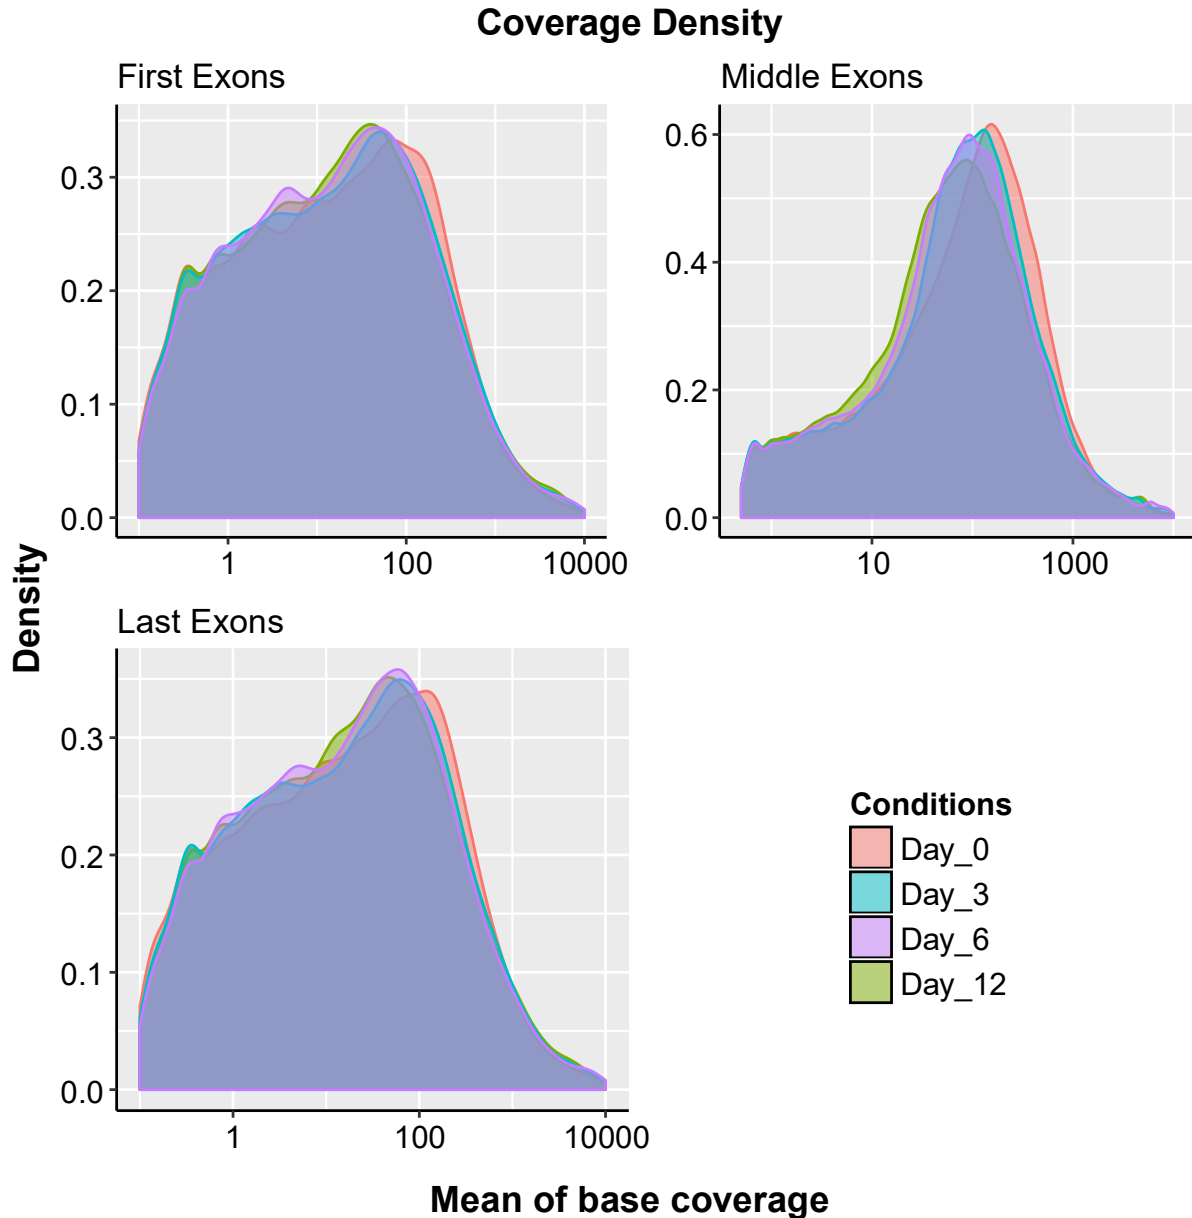 Coverage Density
First Exons
Middle Exons
0.3
0.2
0.1
0.0
1 100 10000
0.6
0.4
0.2
0.0
10 1000
Density
Last Exons
0.3
0.2
0.1
0.0
1 100 10000
Conditions
Day_0
Day_3
Day_6
Day_12
Mean of base coverage